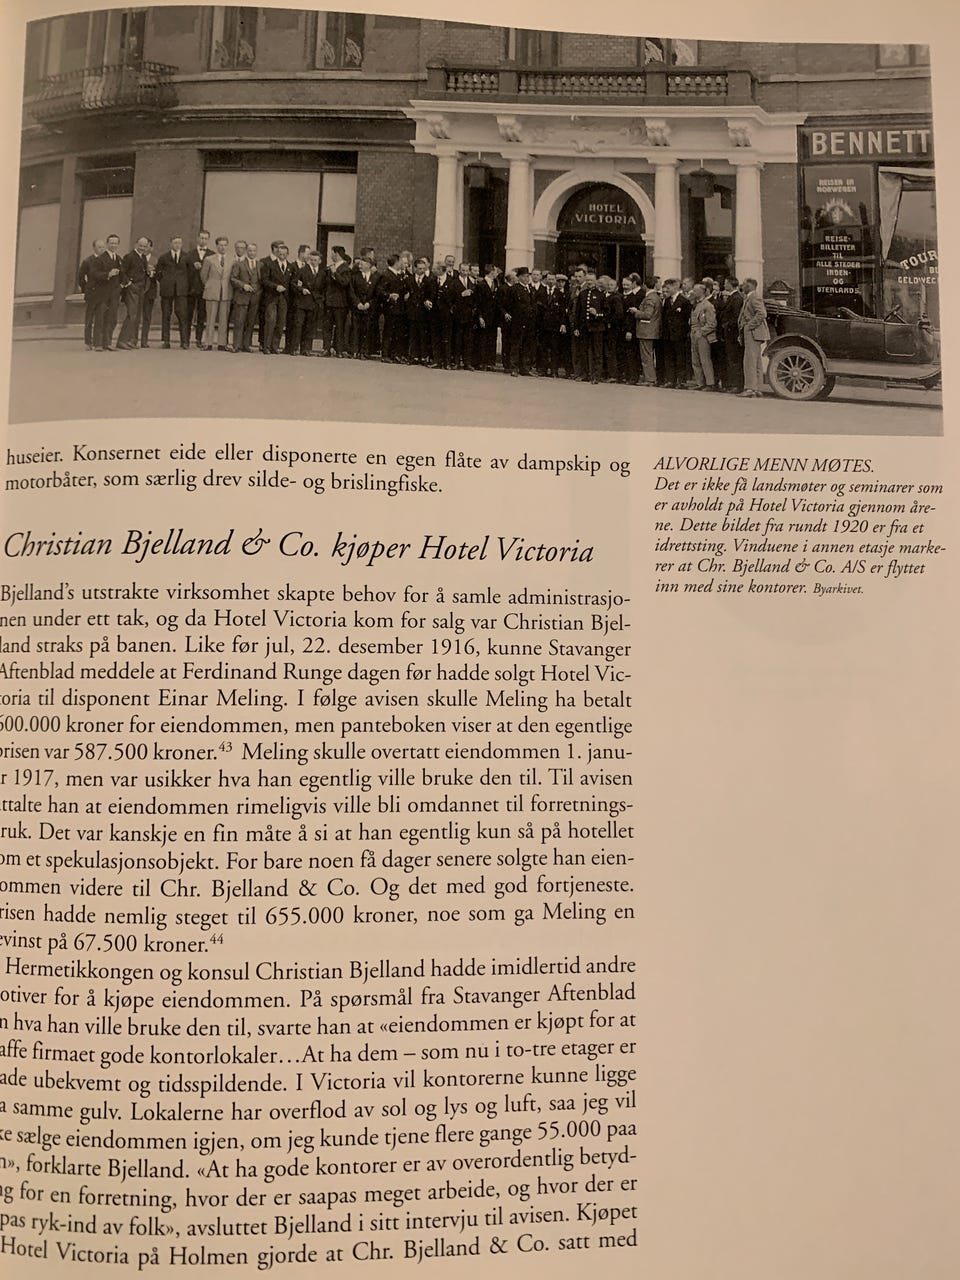 BENNETT
HOTEL
VICTORIA
REISER IN
NORWEGEN
REISE-
BILLETTER
TIL
ALLE STEDER
INDEN-
OG
UTENLANDS.
TOUR
GELDWEC
huseier. Konsernet eide eller disponerte en egen flåte av dampskip og
motorbåter, som særlig drev silde- og brislingfiske.
Christian Bjelland & Co. kjøper Hotel Victoria
Bjelland's utstrakte virksomhet skapte behov for å samle administrasjo-
nen under ett tak, og da Hotel Victoria kom for salg var Christian Bjel-
land straks på banen. Like før jul, 22. desember 1916, kunne Stavanger
Aftenblad meddele at Ferdinand Runge dagen før hadde solgt Hotel Vic-
toria til disponent Einar Meling. I følge avisen skulle Meling ha betalt
600.000 kroner for eiendommen, men panteboken viser at den egentlige
prisen var 587.500 kroner.43 Meling skulle overtatt eiendommen 1. janu-
r 1917, men var usikker hva han egentlig ville bruke den til. Til avisen
ttalte han at eiendommen rimeligvis ville bli omdannet til forretnings-
ruk. Det var kanskje en fin måte å si at han egentlig kun så på hotellet
om et spekulasjonsobjekt. For bare noen få dager senere solgte han eien-
ommen videre til Chr. Bjelland & Co. Og det med god fortjeneste.
risen hadde nemlig steget til 655.000 kroner, noe som ga Meling en
evinst på 67.500 kroner.44
Hermetikkongen og konsul Christian Bjelland hadde imidlertid andre
otiver for å kjøpe eiendommen. På spørsmål fra Stavanger Aftenblad
n hva han ville bruke den til, svarte han at «eiendommen er kjøpt for at
affe firmaet gode kontorlokaler…At ha dem – som nu i to-tre etager er
ade ubekvemt og tidsspildende. I Victoria vil kontorerne kunne ligge
a samme gulv. Lokalerne har overflod av sol og lys og luft, saa jeg vil
ke sælge eiendommen igjen, om jeg kunde tjene flere gange 55.000 paa
n», forklarte Bjelland. «At ha gode kontorer er av overordentlig betyd-
ng for en forretning, hvor der er saapas meget arbeide, og hvor der er
pas ryk-ind av folk», avsluttet Bjelland i sitt intervju til avisen. Kjøpet
Hotel Victoria på Holmen gjorde at Chr. Bjelland & Co. satt med
ALVORLIGE MENN MØTES.
Det er ikke få landsmøter og seminarer som
er avholdt på Hotel Victoria gjennom åre-
ne. Dette bildet fra rundt 1920 er fra et
idrettsting. Vinduene i annen etasje marke-
rer at Chr. Bjelland & Co. A/S er flyttet
inn med sine kontorer. Byarkivet.